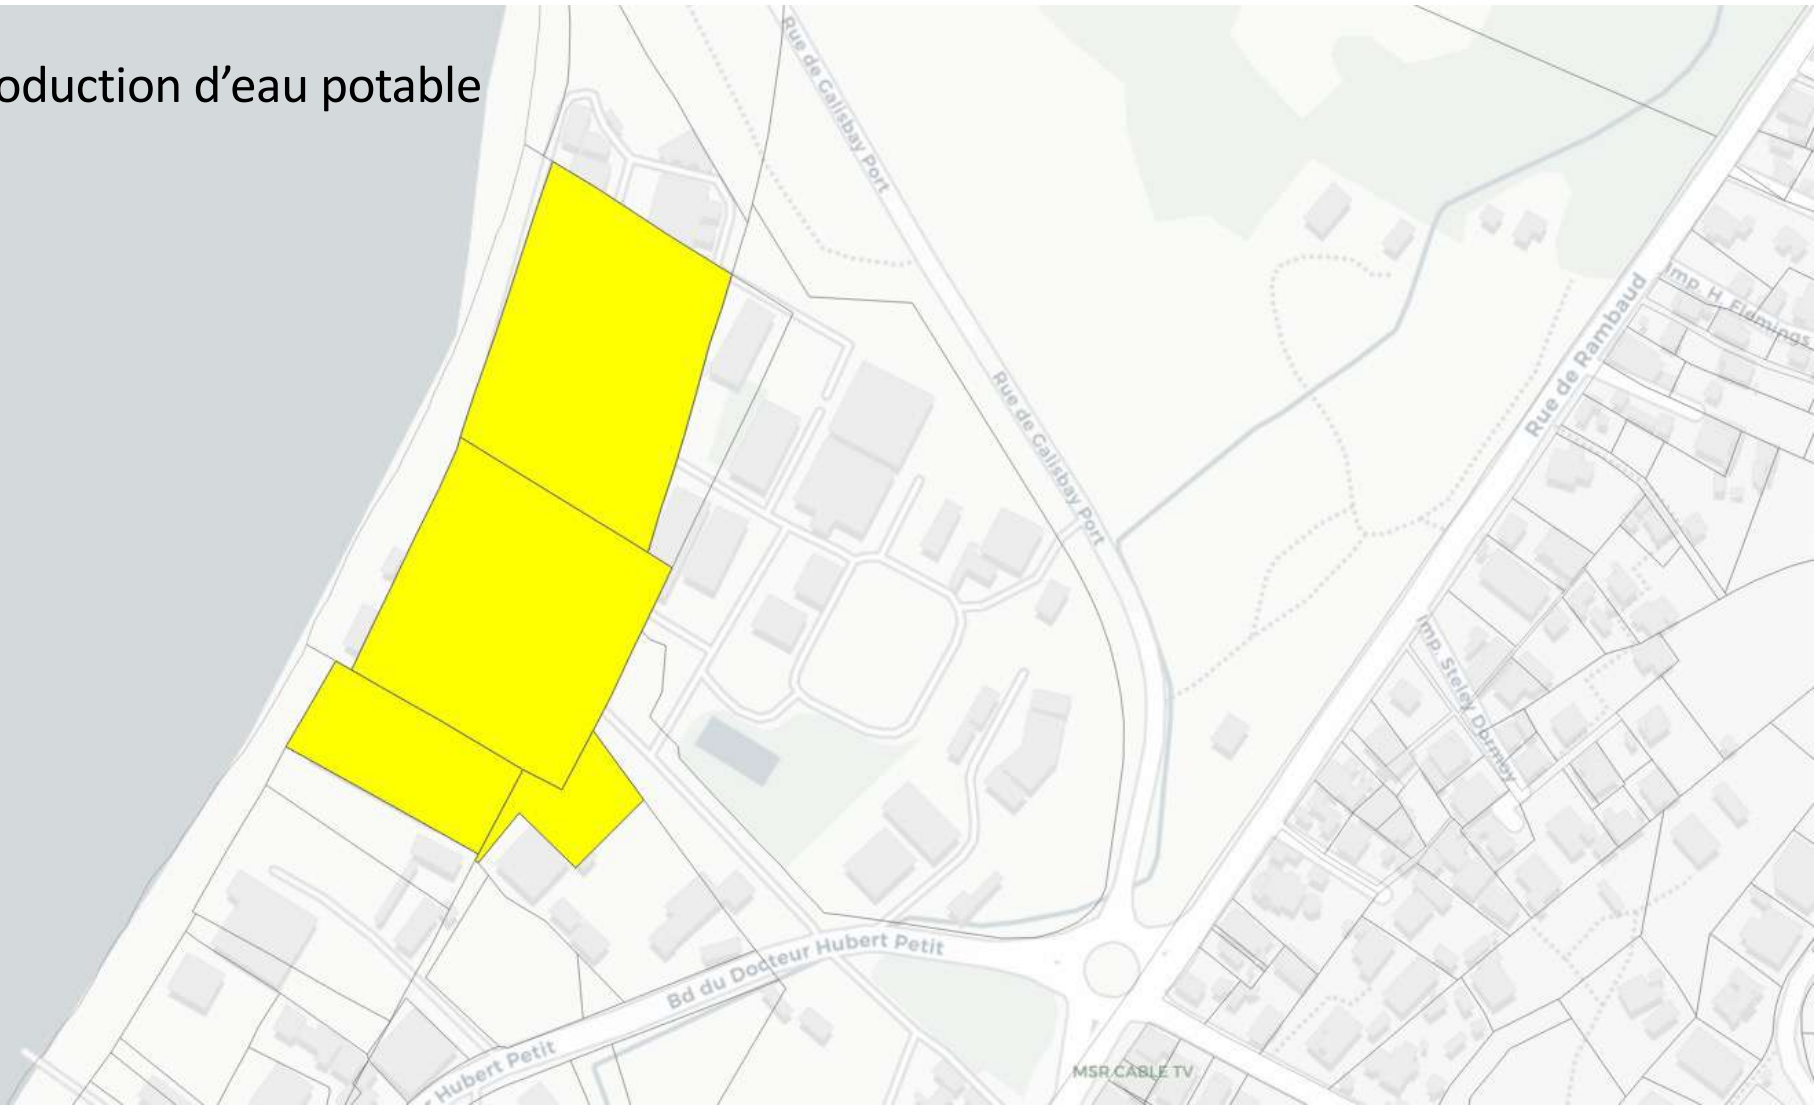 oduction d'eau potable
Rue de Galisbay Port
Rue de Galisbay Port
Rue de Rambaud
Imp. H. Flemings
Imp. Steley Dormoy
Bd du Docteur Hubert Petit
Hubert Petit
MSR CABLE TV